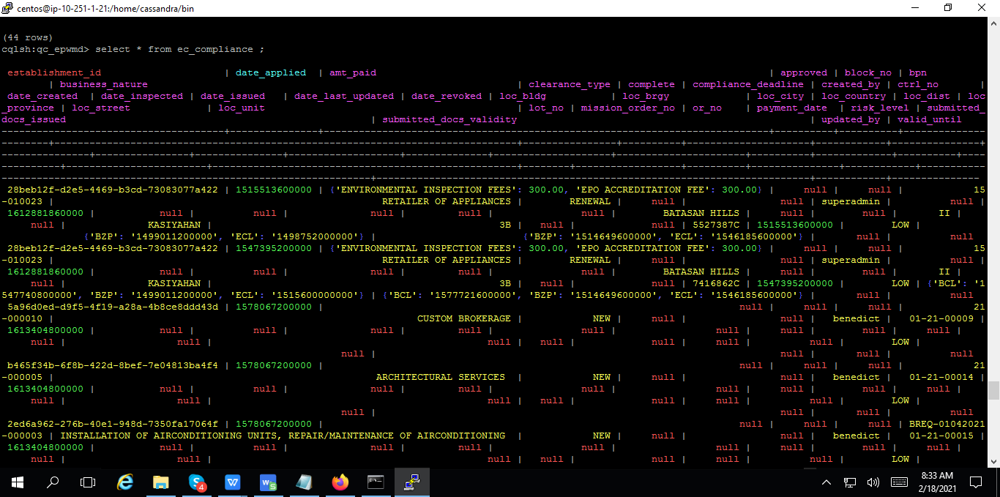 centos@ip-10-251-1-21:/home/cassandra/bin
(44 rows)
cqlsh:qc_epwmd> select * from ec_compliance ;
establishment_id | date_applied | amt_paid | approved | block_no | bpn
| business_nature | clearance_type | complete | compliance_deadline | created_by | ctrl_no |
date_created | date_inspected | date_issued | date_last_updated | date_revoked | loc_bldg | loc_brgy | loc_city | loc_country | loc_dist | loc
_province | loc_street | loc_unit | lot_no | mission_order_no | or_no | payment_date | risk_level | submitted_
docs_issued | submitted_docs_validity | updated_by | valid_until
28beb12f-d2e5-4469-b3cd-73083077a422 | 1515513600000 | {'ENVIRONMENTAL INSPECTION FEES': 300.00, 'EPO ACCREDITATION FEE': 300.00} | null | null | 15
-010023 | RETAILER OF APPLIANCES | RENEWAL | null | null | superadmin | null |
1612881860000 | null | null | null | null | null | BATASAN HILLS | null | null | II |
null | KASIYAHAN | 3B | null | null | 5527387C | 1515513600000 | LOW |
{'BZP': '1499011200000', 'ECL': '1498752000000'} | {'BZP': '1514649600000', 'ECL': '1546185600000'} | null | null
28beb12f-d2e5-4469-b3cd-73083077a422 | 1547395200000 | {'ENVIRONMENTAL INSPECTION FEES': 300.00, 'EPO ACCREDITATION FEE': 300.00} | null | null | 15
-010023 | RETAILER OF APPLIANCES | RENEWAL | null | null | superadmin | null |
1612881860000 | null | null | null | null | null | BATASAN HILLS | null | null | II |
null | KASIYAHAN | 3B | null | null | 7416862C | 1547395200000 | LOW | {'BCL': '1
547740800000', 'BZP': '1499011200000', 'ECL': '1515600000000'} | {'BCL': '1577721600000', 'BZP': '1514649600000', 'ECL': '1546185600000'} | null | null
5a96d0ed-d9f5-4f19-a28a-4b8ce8ddd43d | 1578067200000 | null | null | null | 21
-000010 | CUSTOM BROKERAGE | NEW | null | null | benedict | 01-21-00009 |
1613404800000 | null | null | null | null | null | null | null | null | null |
null | null | null | null | null | null | null | LOW |
null | null | null | null
b465f34b-6f8b-422d-8bef-7e04813ba4f4 | 1578067200000 | null | null | null | 21
-000005 | ARCHITECTURAL SERVICES | NEW | null | null | benedict | 01-21-00014 |
1613404800000 | null | null | null | null | null | null | null | null | null |
null | null | null | null | null | null | null | LOW |
null | null | null | null
2ed6a962-276b-40e1-948d-7350fa17064f | 1578067200000 | null | null | null | BREQ-01042021
-000003 | INSTALLATION OF AIRCONDITIONING UNITS, REPAIR/MAINTENANCE OF AIRCONDITIONING | NEW | null | null | benedict | 01-21-00015 |
1613404800000 | null | null | null | null | null | null | null | null | null |
null | null | null | null | null | null | null | LOW |
4
W
W S
8:33 AM
2/18/2021